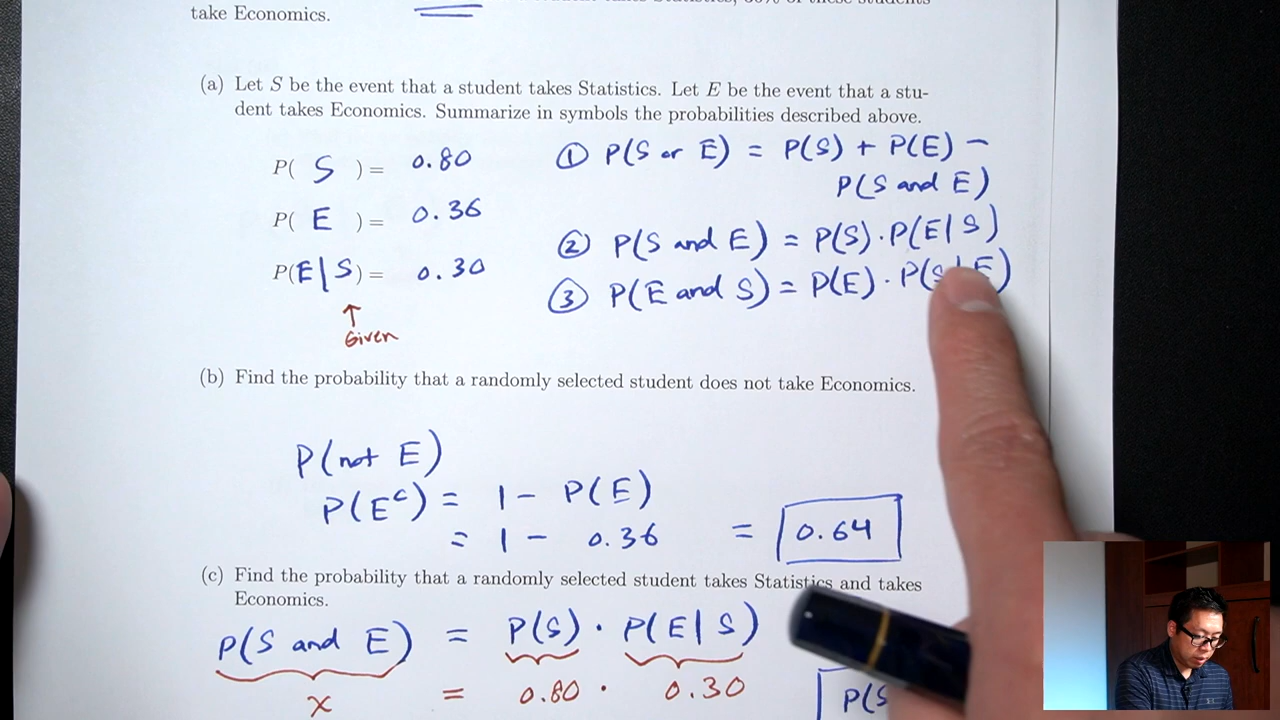 take Economics.
(a) Let S be the event that a student takes Statistics. Let E be the event that a stu-
dent takes Economics. Summarize in symbols the probabilities described above.
P( S ) = 0.80
P( E ) = 0.36
P(E|S) = 0.30
↑
Given
① P(S or E) = P(S) + P(E) −
P(S and E)
② P(S and E) = P(S) · P(E|S)
③ P(E and S) = P(E) · P(S|E)
(b) Find the probability that a randomly selected student does not take Economics.
P(not E)
P(Eᶜ) = 1 − P(E)
= 1 − 0.36 = 0.64
(c) Find the probability that a randomly selected student takes Statistics and takes
Economics.
P(S and E) = P(S) · P(E|S)
x = 0.80 · 0.30
P(S